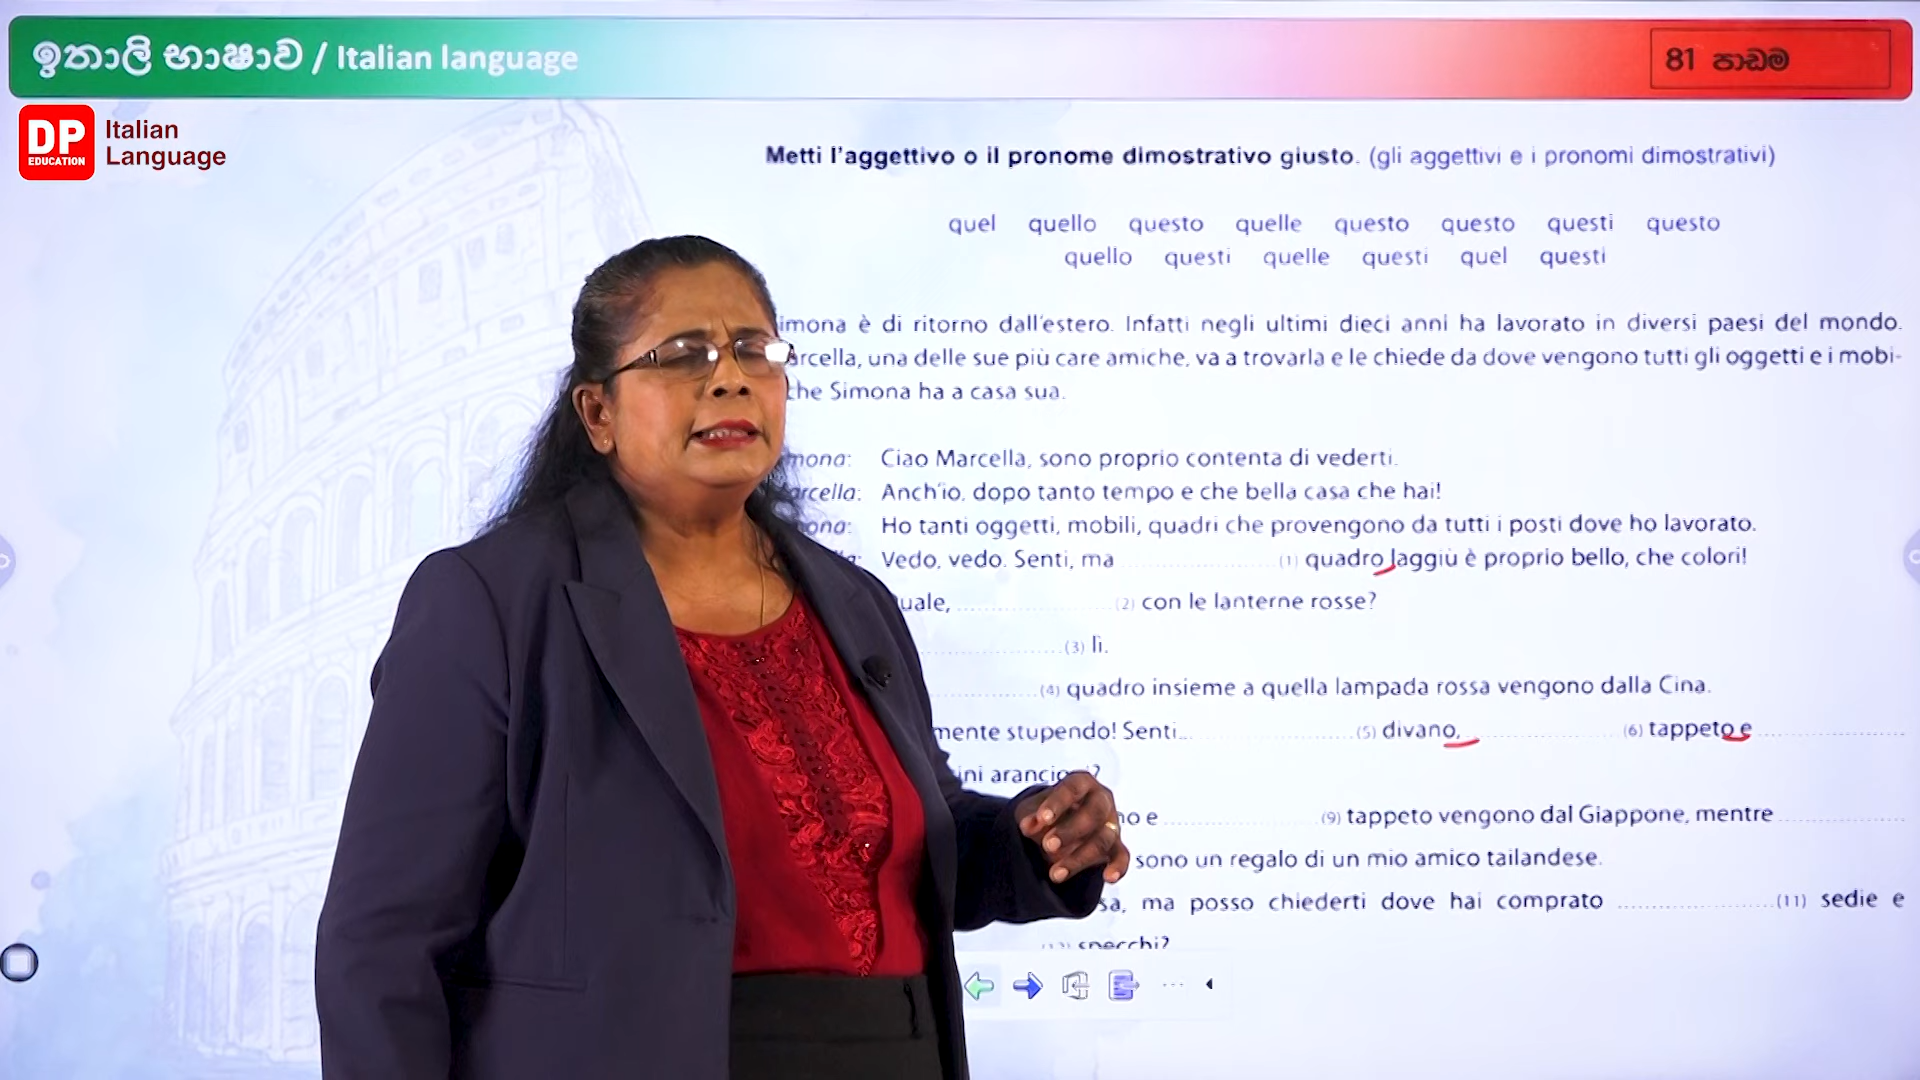 ඉතාලි භාෂාව / Italian language
81 පාඩම
DP EDUCATION
Italian Language
Metti l'aggettivo o il pronome dimostrativo giusto. (gli aggettivi e i pronomi dimostrativi)
quel quello questo quelle questo questo questi questo
quello questi quelle questi quel questi
imona è di ritorno dall'estero. Infatti negli ultimi dieci anni ha lavorato in diversi paesi del mondo.
arcella, una delle sue più care amiche, va a trovarla e le chiede da dove vengono tutti gli oggetti e i mobi-
che Simona ha a casa sua.
mona: Ciao Marcella, sono proprio contenta di vederti.
arcella: Anch'io, dopo tanto tempo e che bella casa che hai!
ona: Ho tanti oggetti, mobili, quadri che provengono da tutti i posti dove ho lavorato.
Vedo, vedo. Senti, ma .................... (1) quadro laggiù è proprio bello, che colori!
uale, .................... (2) con le lanterne rosse?
.................... (3) lì.
.................... (4) quadro insieme a quella lampada rossa vengono dalla Cina.
mente stupendo! Senti .................... (5) divano, .................... (6) tappeto e ....................
ini arancioni?
no e .................... (9) tappeto vengono dal Giappone, mentre ....................
sono un regalo di un mio amico tailandese.
sa, ma posso chiederti dove hai comprato .................... (11) sedie e
specchi?